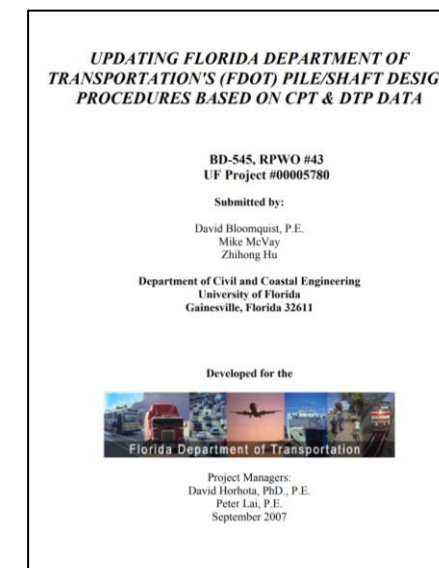 UPDATING FLORIDA DEPARTMENT OF
TRANSPORTATION'S (FDOT) PILE/SHAFT DESIG
PROCEDURES BASED ON CPT & DTP DATA
BD-545, RPWO #43
UF Project #00005780
Submitted by:
David Bloomquist, P.E.
Mike McVay
Zhihong Hu
Department of Civil and Coastal Engineering
University of Florida
Gainesville, Florida 32611
Developed for the
Florida Department of Transportation
Project Managers:
David Horhota, PhD., P.E.
Peter Lai, P.E.
September 2007